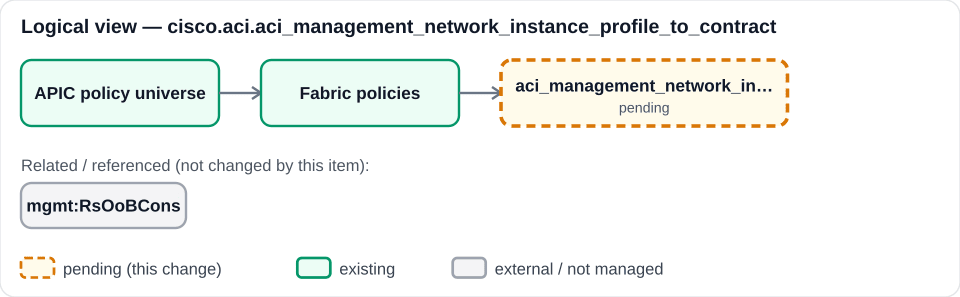 Logical view — cisco.aci.aci_management_network_instance_profile_to_contract
APIC policy universe
Fabric policies
aci_management_network_in…
pending
Related / referenced (not changed by this item):
mgmt:RsOoBCons
pending (this change)
existing
external / not managed